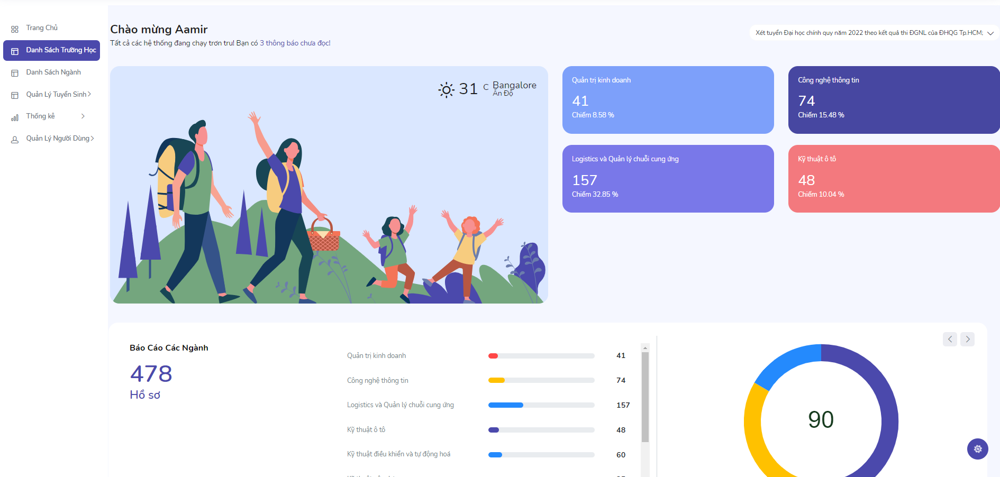 Trang Chủ
Danh Sách Trường Học
Danh Sách Ngành
Quản Lý Tuyển Sinh
Thống kê
Quản Lý Người Dùng
Chào mừng Aamir
Tất cả các hệ thống đang chạy trơn tru! Bạn có 3 thông báo chưa đọc!
Xét tuyển Đại học chính quy năm 2022 theo kết quả thi ĐGNL của ĐHQG Tp.HCM;
31 C Bangalore
Ấn Độ
Quản trị kinh doanh
41
Chiếm 8.58 %
Công nghệ thông tin
74
Chiếm 15.48 %
Logistics và Quản lý chuỗi cung ứng
157
Chiếm 32.85 %
Kỹ thuật ô tô
48
Chiếm 10.04 %
Báo Cáo Các Ngành
478
Hồ sơ
Quản trị kinh doanh 41
Công nghệ thông tin 74
Logistics và Quản lý chuỗi cung ứng 157
Kỹ thuật ô tô 48
Kỹ thuật điều khiển và tự động hoá 60
90